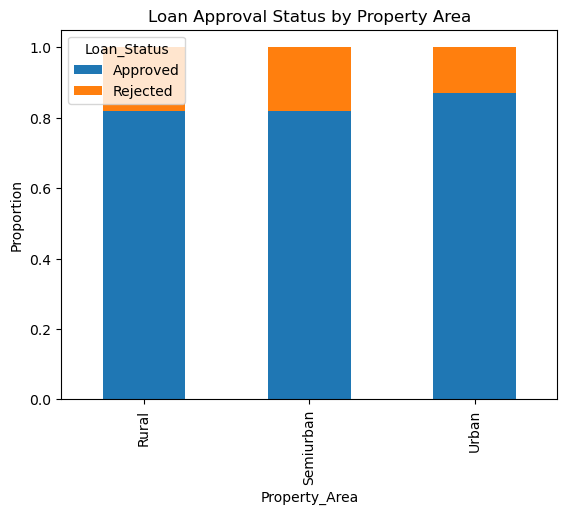 Loan Approval Status by Property Area
Loan_Status
Approved
Rejected
Proportion
1.0
0.8
0.6
0.4
0.2
0.0
Rural
Semiurban
Urban
Property_Area